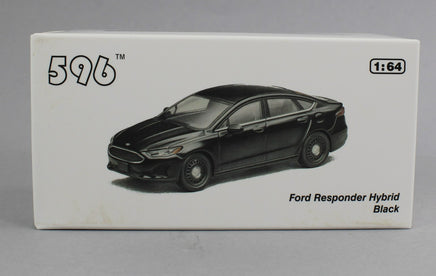 596™
1:64
Ford Responder Hybrid
Black